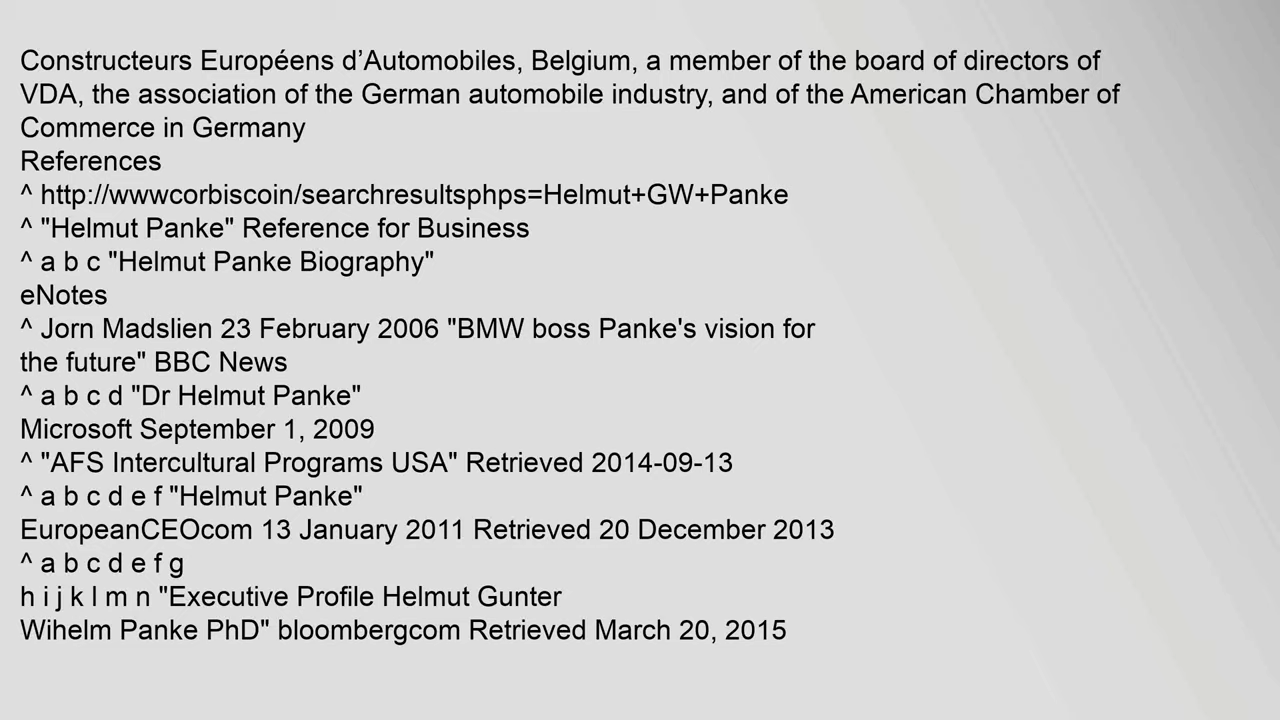 Constructeurs Européens d’Automobiles, Belgium, a member of the board of directors of
VDA, the association of the German automobile industry, and of the American Chamber of
Commerce in Germany
References
^ http://wwwcorbiscoin/searchresultsphps=Helmut+GW+Panke
^ "Helmut Panke" Reference for Business
^ a b c "Helmut Panke Biography"
eNotes
^ Jorn Madslien 23 February 2006 "BMW boss Panke's vision for
the future" BBC News
^ a b c d "Dr Helmut Panke"
Microsoft September 1, 2009
^ "AFS Intercultural Programs USA" Retrieved 2014-09-13
^ a b c d e f "Helmut Panke"
EuropeanCEOcom 13 January 2011 Retrieved 20 December 2013
^ a b c d e f g
h i j k l m n "Executive Profile Helmut Gunter
Wihelm Panke PhD" bloombergcom Retrieved March 20, 2015